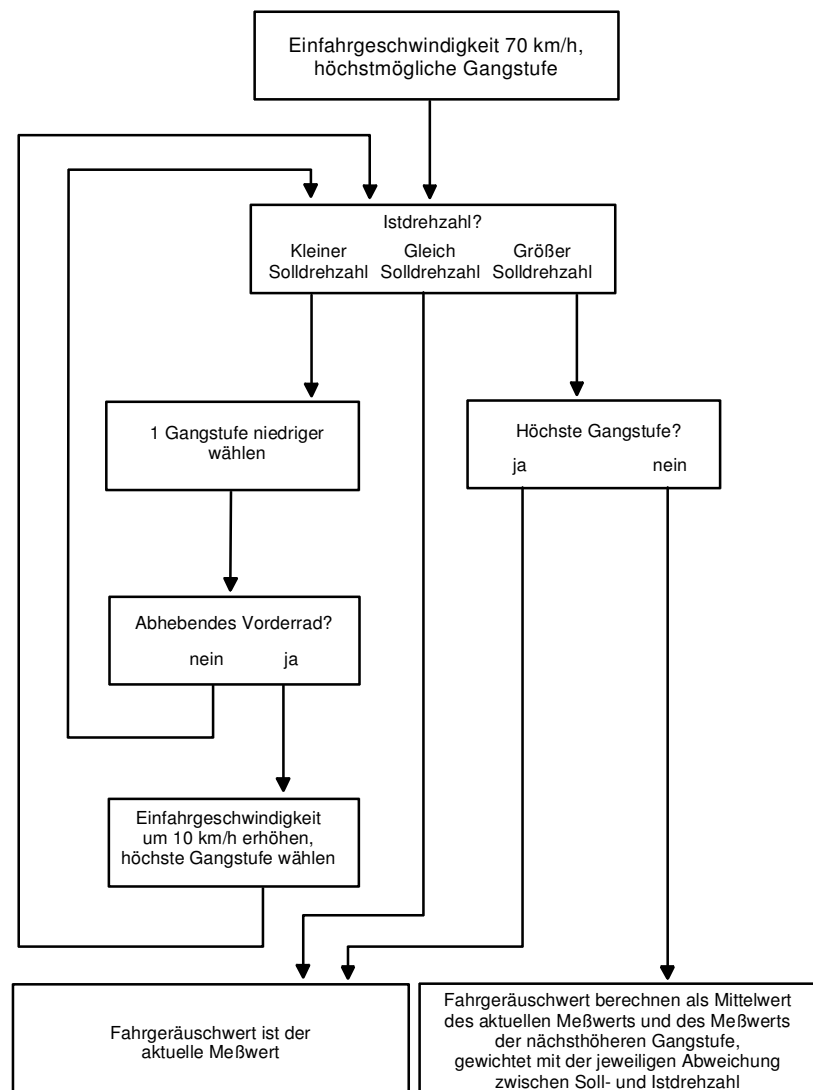 Einfahrgeschwindigkeit 70 km/h,
höchstmögliche Gangstufe
Istdrehzahl?
Kleiner
Solldrehzahl
Gleich
Solldrehzahl
Größer
Solldrehzahl
1 Gangstufe niedriger
wählen
Höchste Gangstufe?
ja nein
Abhebendes Vorderrad?
nein ja
Einfahrgeschwindigkeit
um 10 km/h erhöhen,
höchste Gangstufe wählen
Fahrgeräuschwert ist der
aktuelle Meßwert
Fahrgeräuschwert berechnen als Mittelwert
des aktuellen Meßwerts und des Meßwerts
der nächsthöheren Gangstufe,
gewichtet mit der jeweiligen Abweichung
zwischen Soll- und Istdrehzahl